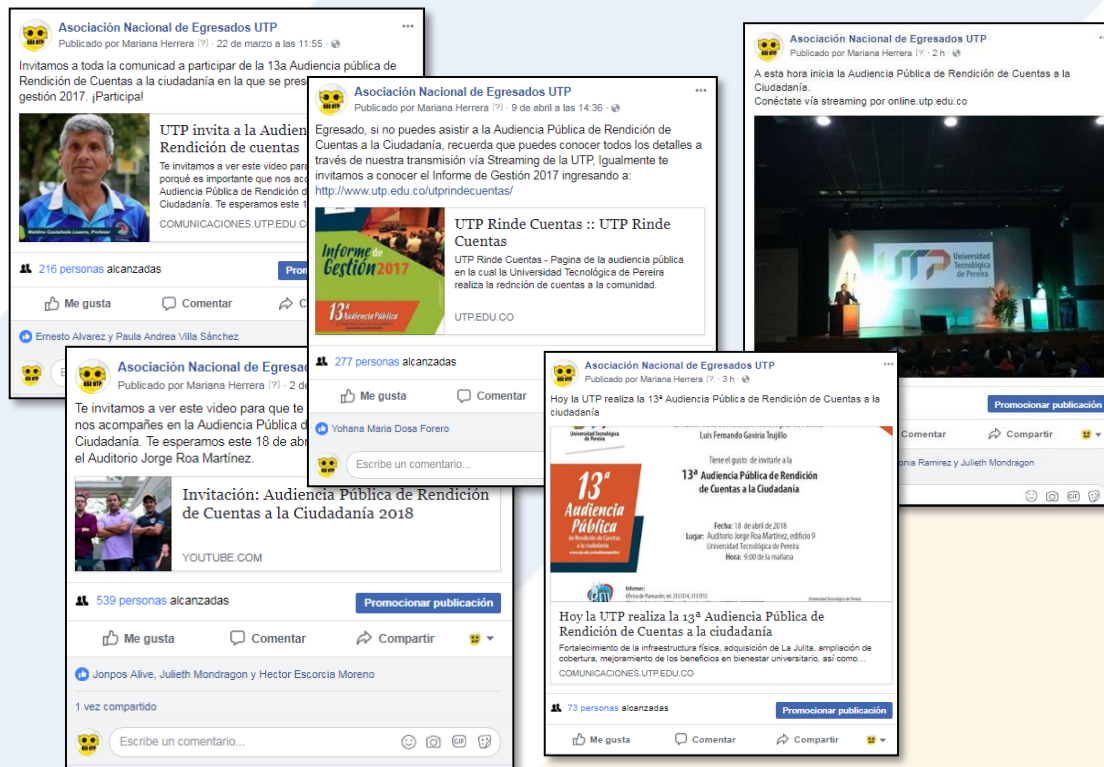 Asociación Nacional de Egresados UTP
Publicado por Mariana Herrera [?] · 22 de marzo a las 11:55 ·
Invitamos a toda la comunicad a participar de la 13a Audiencia pública de
Rendición de Cuentas a la ciudadanía en la que se pres
gestión 2017. ¡Participa!
UTP invita a la Audien
Rendición de cuentas
Te invitamos a ver este video para
porqué es importante que nos aco
Audiencia Pública de Rendición d
Ciudadanía. Te esperamos este 1
COMUNICACIONES.UTP.EDU.C
216 personas alcanzadas
Pron
Me gusta
Comentar
C
Ernesto Alvarez y Paula Andrea Villa Sánchez
E
Asociación Nacional de Egresados UTP
Publicado por Mariana Herrera [?] · 9 de abril a las 14:36 ·
Egresado, si no puedes asistir a la Audiencia Pública de Rendición de
Cuentas a la Ciudadanía, recuerda que puedes conocer todos los detalles a
través de nuestra transmisión vía Streaming de la UTP, Igualmente te
invitamos a conocer el Informe de Gestión 2017 ingresando a:
http://www.utp.edu.co/utprindecuentas/
Informe de
Gestión 2017
13ª Audiencia Pública
UTP Rinde Cuentas :: UTP Rinde
Cuentas
UTP Rinde Cuentas - Pagina de la audiencia pública
en la cual la Universidad Tecnológica de Pereira
realiza la rednción de cuentas a la comunidad.
UTP.EDU.CO
277 personas alcanzadas
Me gusta
Comentar
Yohana Maria Dosa Forero
Escribe un comentario...
Asociación Nacional de Egresados UTP
Publicado por Mariana Herrera [?] · 2 h ·
A esta hora inicia la Audiencia Pública de Rendición de Cuentas a la
Ciudadanía.
Conéctate vía streaming por online.utp.edu.co
UTP
Universidad
Tecnológica
de Pereira
Promocionar publicación
Comentar
Compartir
onia Ramirez y Julieth Mondragon
GIF
Asociación Nacional de Egresad
Publicado por Mariana Herrera [?] · 2 de
Te invitamos a ver este video para que te
nos acompañes en la Audiencia Pública d
Ciudadanía. Te esperamos este 18 de abr
el Auditorio Jorge Roa Martínez.
Invitación: Audiencia Pública de Rendición
de Cuentas a la Ciudadanía 2018
YOUTUBE.COM
539 personas alcanzadas
Promocionar publicación
Me gusta
Comentar
Compartir
Jonpos Alive, Julieth Mondragon y Hector Escorcia Moreno
1 vez compartido
Escribe un comentario...
GIF
Asociación Nacional de Egresados UTP
Publicado por Mariana Herrera [?] · 3 h ·
Hoy la UTP realiza la 13ª Audiencia Pública de Rendición de Cuentas a la
ciudadanía
Universidad Tecnológica
de Pereira
Luis Fernando Gaviria Trujillo
Tiene el gusto de invitarle a la
13ª Audiencia Pública de Rendición
de Cuentas a la Ciudadanía
13ª
Audiencia
Pública
de Rendición de Cuentas
a la Ciudadanía
Fecha: 18 de abril de 2018
Lugar: Auditorio Jorge Roa Martínez, edificio 9
Universidad Tecnológica de Pereira
Hora: 9:00 de la mañana
Informes:
Hoy la UTP realiza la 13ª Audiencia Pública de
Rendición de Cuentas a la ciudadanía
Fortalecimiento de la infraestructura física, adquisición de La Julita, ampliación de
cobertura, mejoramiento de los beneficios en bienestar universitario, así como...
COMUNICACIONES.UTP.EDU.CO
73 personas alcanzadas
Promocionar publicación
Me gusta
Comentar
Compartir